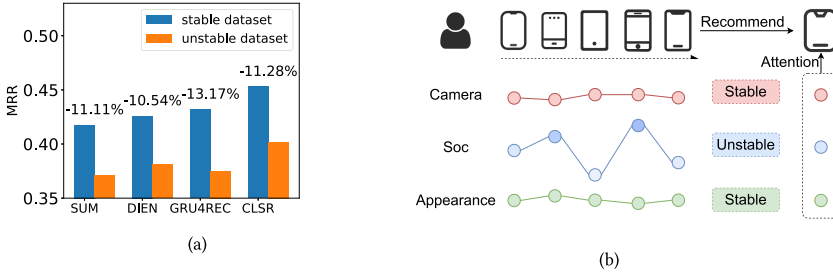 0.50
0.45
0.40
0.35
MRR
stable dataset
unstable dataset
-11.11%
-10.54%
-13.17%
-11.28%
SUM
DIEN
GRU4REC
CLSR
(a)
Recommend
Attention
Camera
Stable
Soc
Unstable
Appearance
Stable
(b)